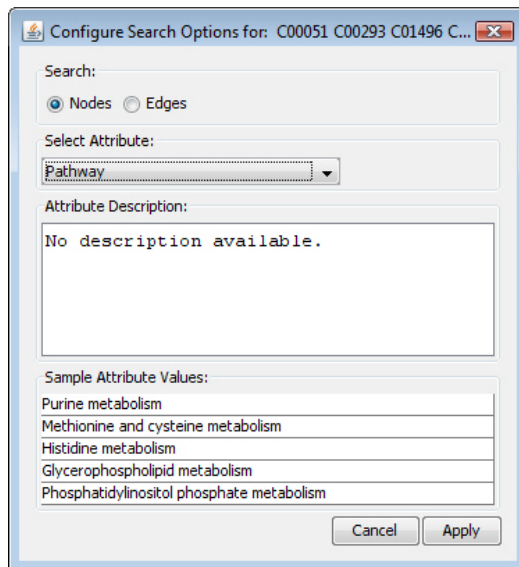 Configure Search Options for: C00051 C00293 C01496 C...
Search:
Nodes Edges
Select Attribute:
Pathway
Attribute Description:
No description available.
Sample Attribute Values:
Purine metabolism
Methionine and cysteine metabolism
Histidine metabolism
Glycerophospholipid metabolism
Phosphatidylinositol phosphate metabolism
Cancel Apply